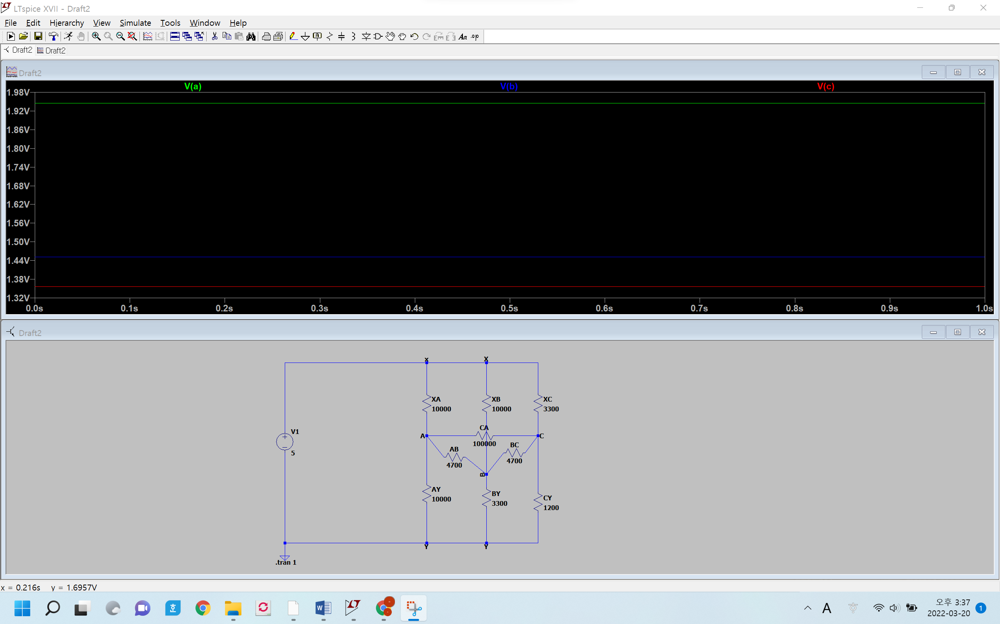 LTspice XVII - Draft2
File Edit Hierarchy View Simulate Tools Window Help
Draft2 Draft2
Draft2
V(a) V(b) V(c)
1.98V
1.92V
1.86V
1.80V
1.74V
1.68V
1.62V
1.56V
1.50V
1.44V
1.38V
1.32V
0.0s 0.1s 0.2s 0.3s 0.4s 0.5s 0.6s 0.7s 0.8s 0.9s 1.0s
Draft2
X X
XA XB XC
10000 10000 3300
CA
V1
A C
100000
BC
AB
5
4700
4700
B
AY
BY
CY
10000
3300
1200
Y Y
.tran 1
x = 0.216s y = 1.6957V
A 오후 3:37
2022-03-20 1